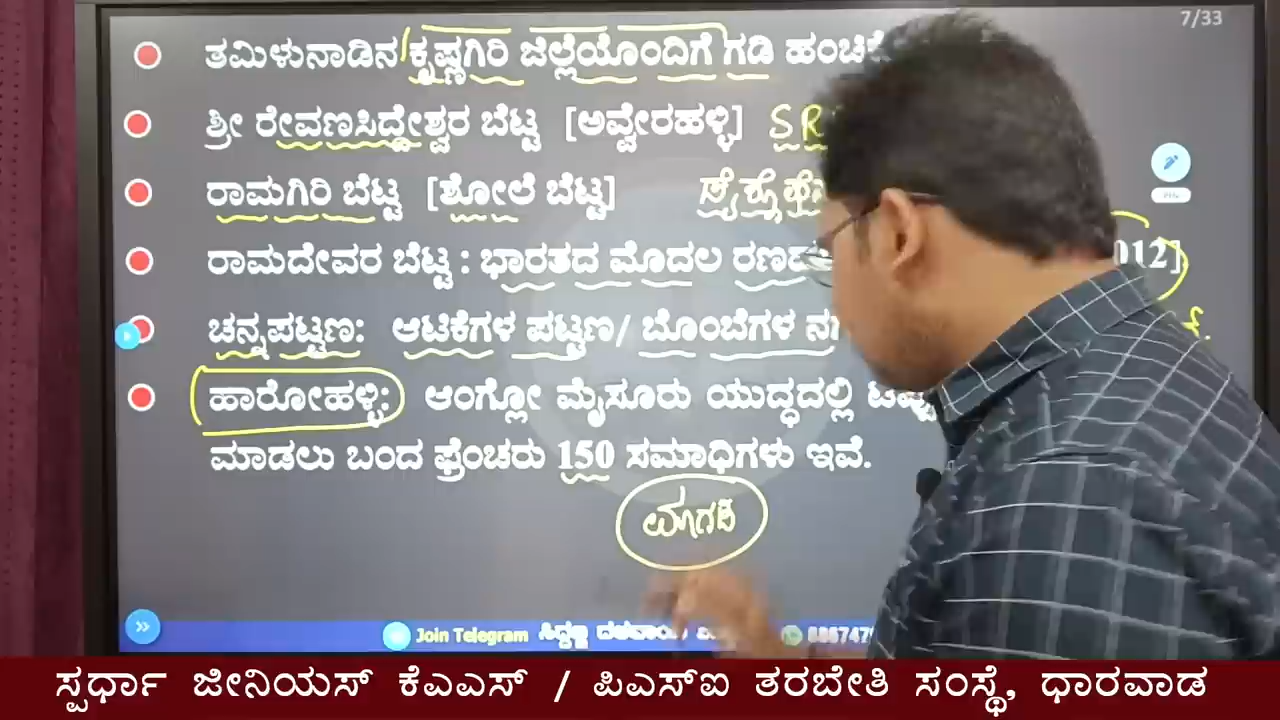 7/33
ತಮಿಳುನಾಡಿನ ಕೃಷ್ಣಗಿರಿ ಜಿಲ್ಲೆಯೊಂದಿಗೆ ಗಡಿ
ಶ್ರೀ ರೇವಣಸಿದ್ದೇಶ್ವರ ಬೆಟ್ಟ [ಅವ್ವೇರಹಳ್ಳಿ]
ರಾಮಗಿರಿ ಬೆಟ್ಟ [ಶೋಲೆ ಬೆಟ್ಟ]
ರಾಮದೇವರ ಬೆಟ್ಟ : ಭಾರತದ ಮೊದಲ 012]
ಚನ್ನಪಟ್ಟಣ: ಆಟಿಕೆಗಳ ಪಟ್ಟಣ/ ಬೊಂಬೆಗಳ
ಹಾರೋಹಳ್ಳಿ: ಆಂಗ್ಲೋ ಮೈಸೂರು ಯುದ್ಧದಲ್ಲಿ
ಮಾಡಲು ಬಂದ ಫ್ರೆಂಚರು 150 ಸಮಾಧಿಗಳು ಇವೆ.
ಮಾಗಡಿ
Join Telegram
ಸ್ಪರ್ಧಾ ಜೀನಿಯಸ್ ಕೆಎಎಸ್ / ಪಿಎಸ್ಐ ತರಬೇತಿ ಸಂಸ್ಥೆ, ಧಾರವಾಡ